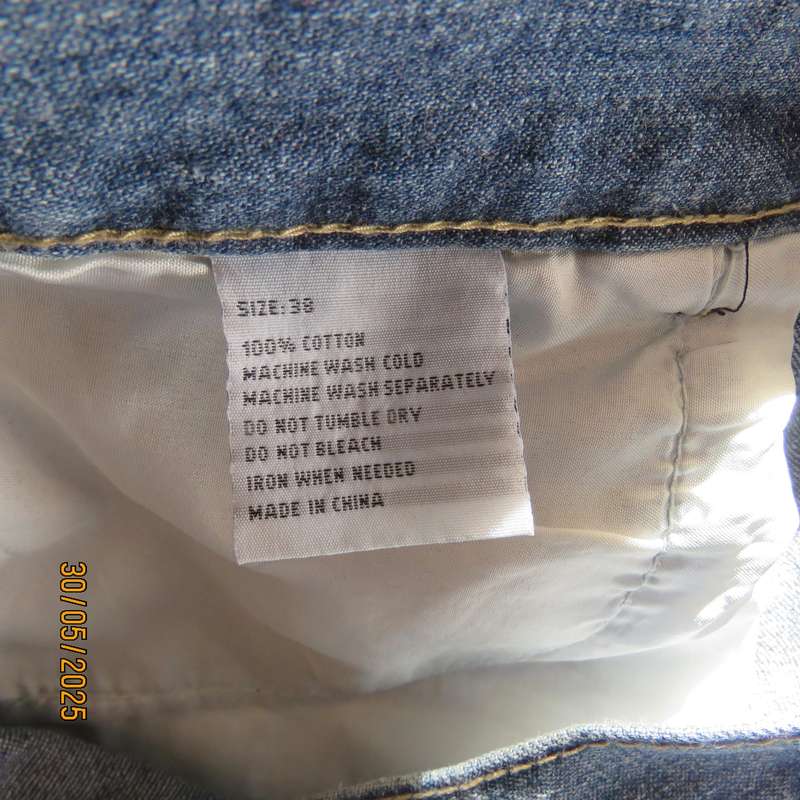 SIZE: 38
100% COTTON
MACHINE WASH COLD
MACHINE WASH SEPARATELY
DO NOT TUMBLE DRY
DO NOT BLEACH
IRON WHEN NEEDED
MADE IN CHINA
30/05/2025